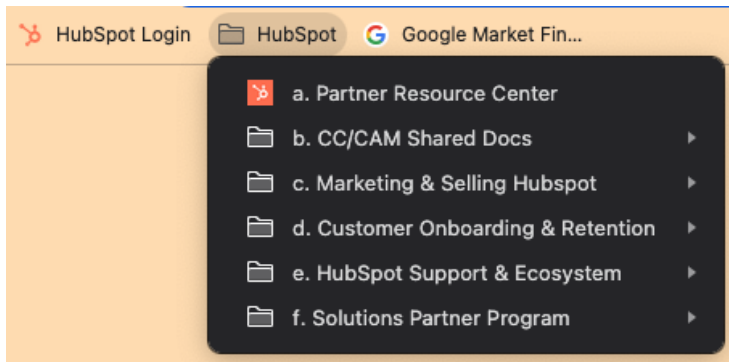 HubSpot Login HubSpot Google Market Fin...
a. Partner Resource Center
b. CC/CAM Shared Docs
c. Marketing & Selling Hubspot
d. Customer Onboarding & Retention
e. HubSpot Support & Ecosystem
f. Solutions Partner Program